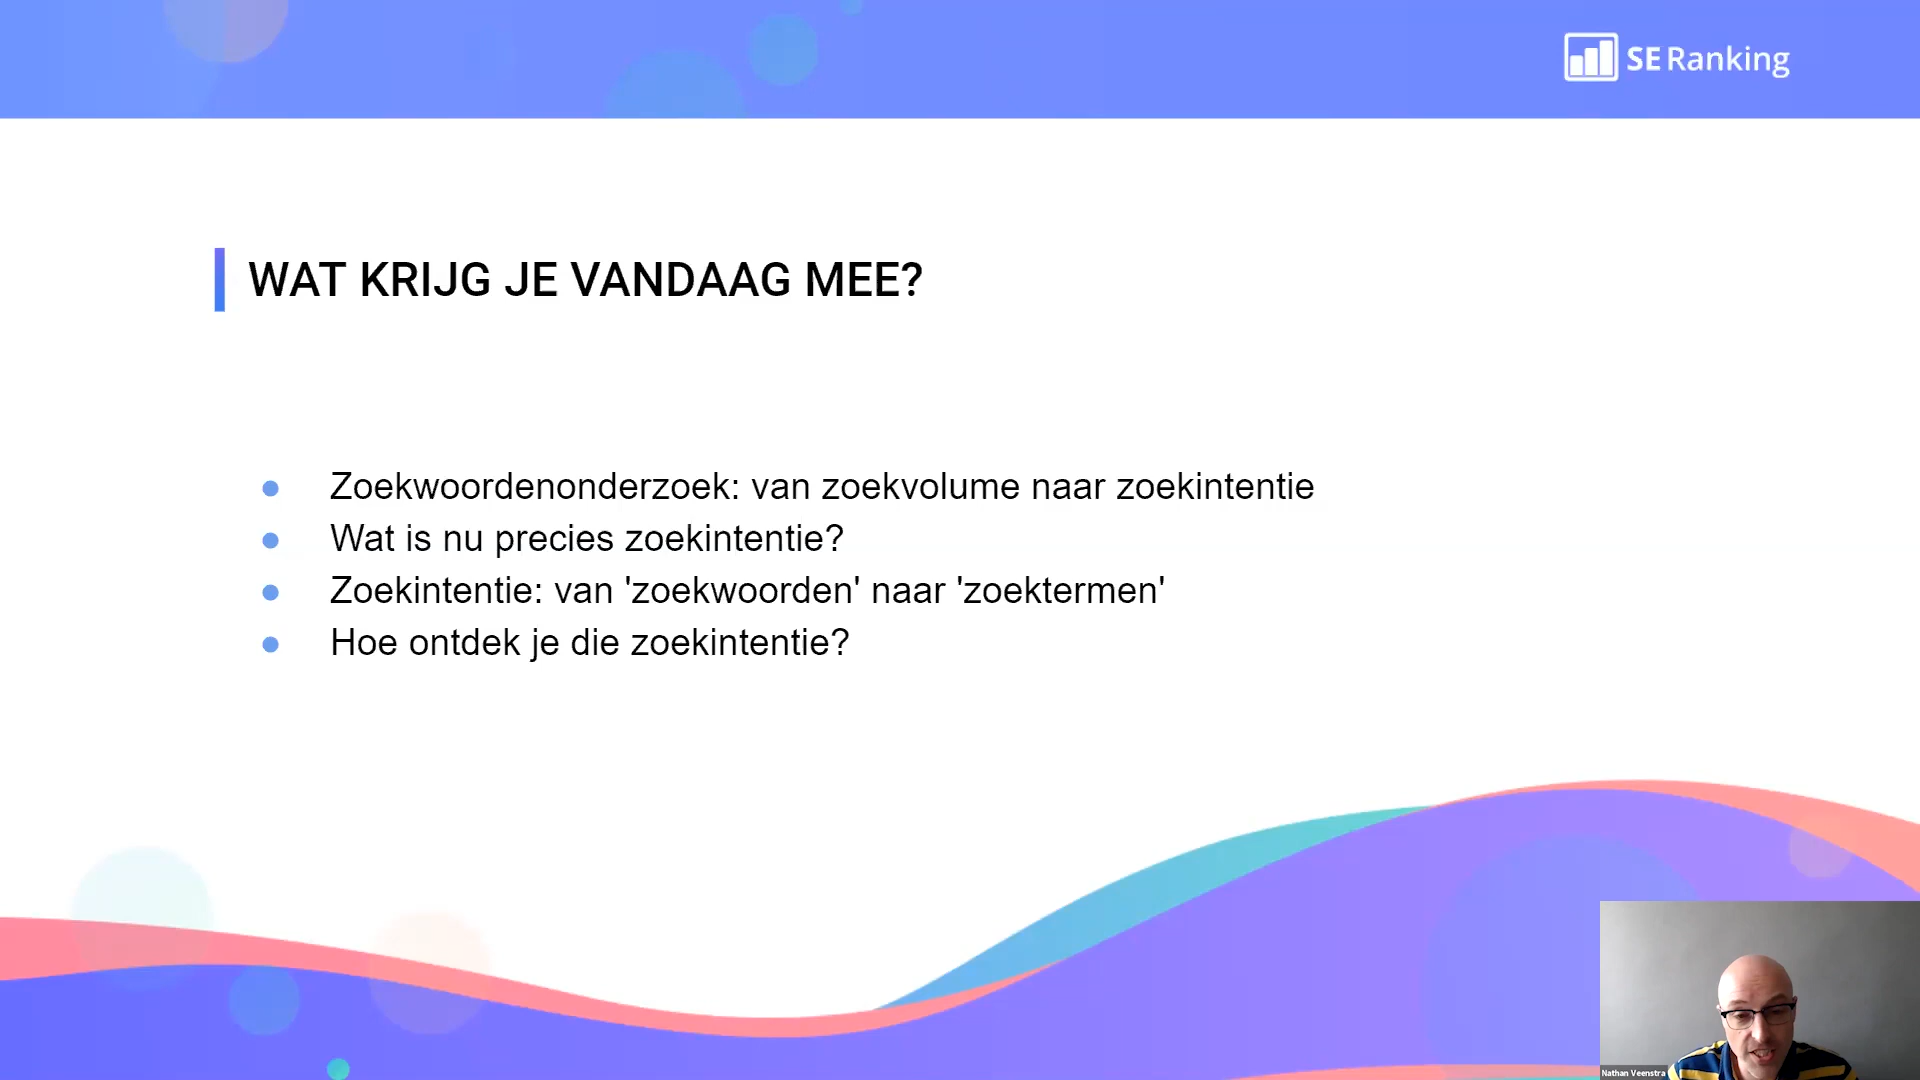 SE Ranking
WAT KRIJG JE VANDAAG MEE?
Zoekwoordenonderzoek: van zoekvolume naar zoekintentie
Wat is nu precies zoekintentie?
Zoekintentie: van 'zoekwoorden' naar 'zoektermen'
Hoe ontdek je die zoekintentie?
Nathan Veenstra